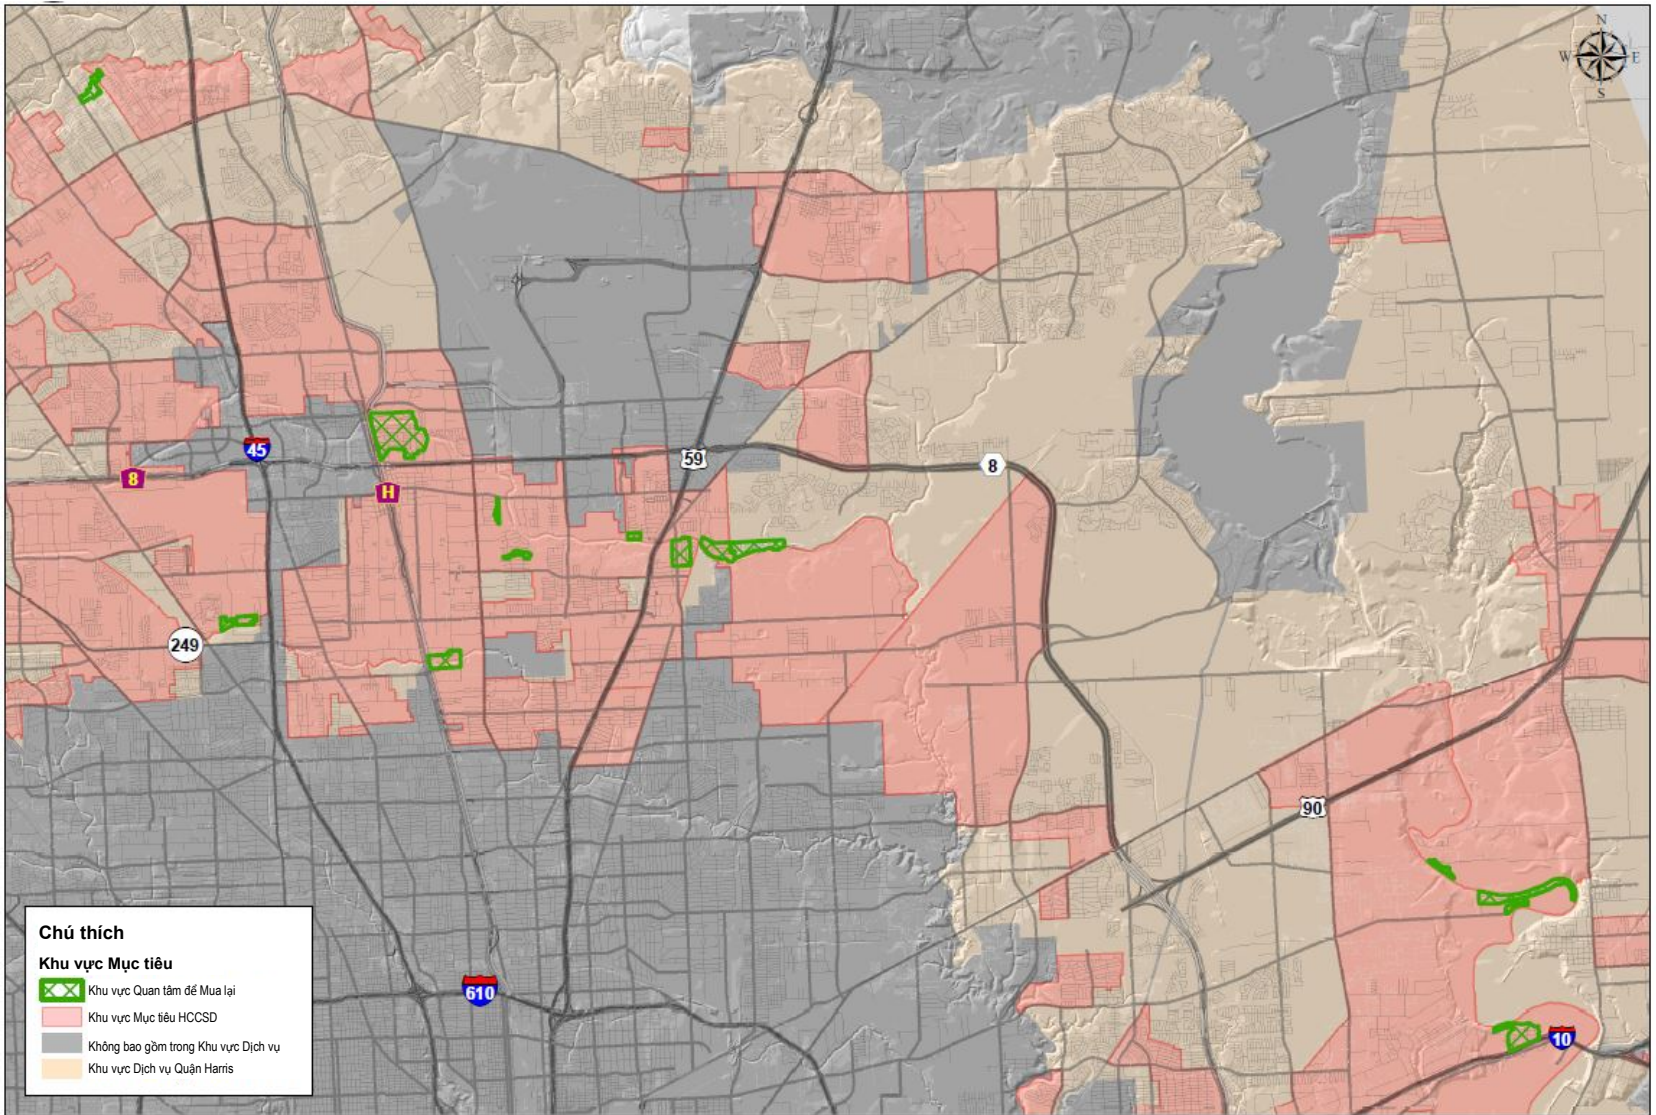 N
W E
S
45
8
H
59
8
249
90
610
10
Chú thích
Khu vực Mục tiêu
Khu vực Quan tâm để Mua lại
Khu vực Mục tiêu HCCSD
Không bao gồm trong Khu vực Dịch vụ
Khu vực Dịch vụ Quận Harris